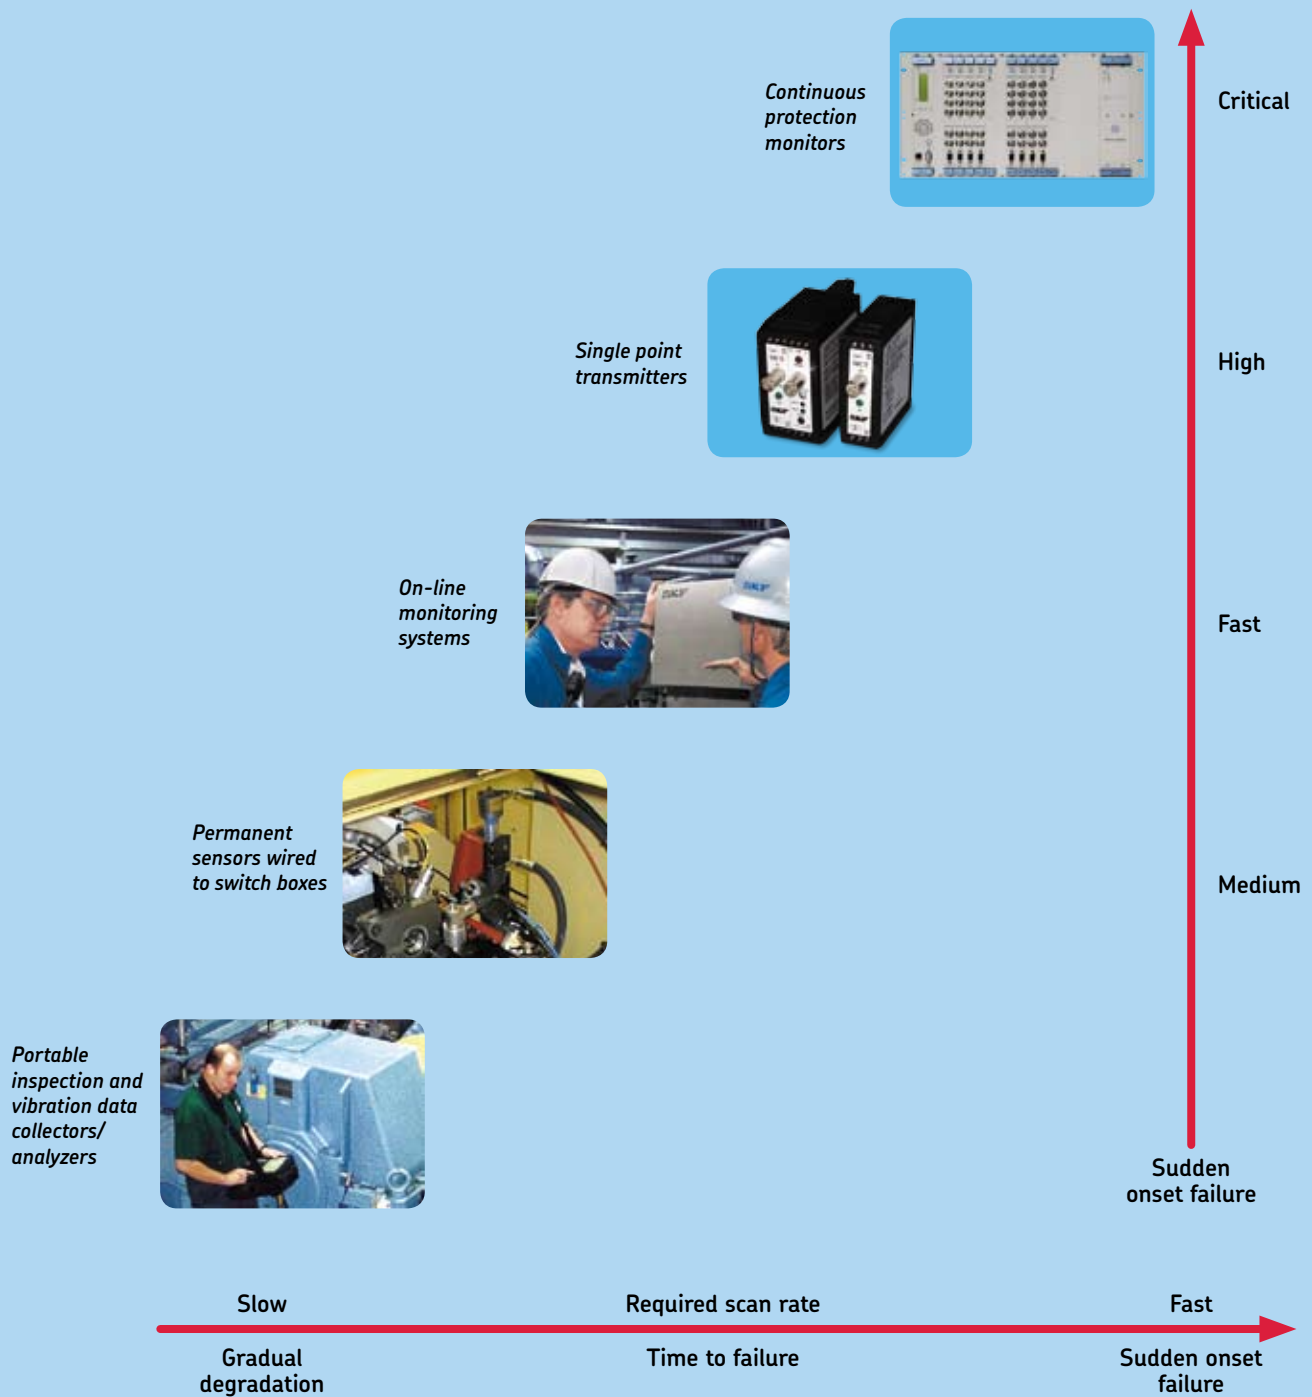 Continuous
protection
monitors
Critical
Single point
transmitters
High
On-line
monitoring
systems
SKF
SKF
Fast
Permanent
sensors wired
to switch boxes
Medium
Portable
inspection and
vibration data
collectors/
analyzers
Sudden
onset failure
Slow
Required scan rate
Fast
Gradual
degradation
Time to failure
Sudden onset
failure